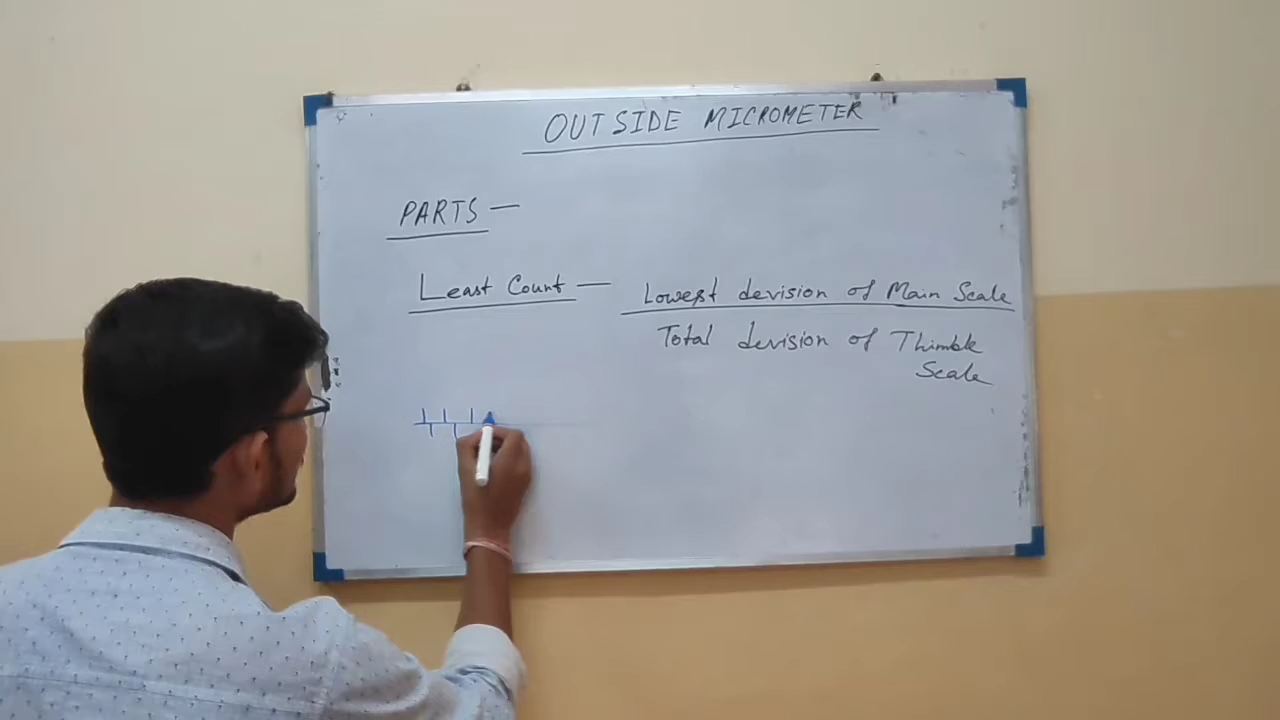 OUTSIDE MICROMETER
PARTS —
Least Count — Lowest devision of Main Scale
Total devision of Thimble
Scale